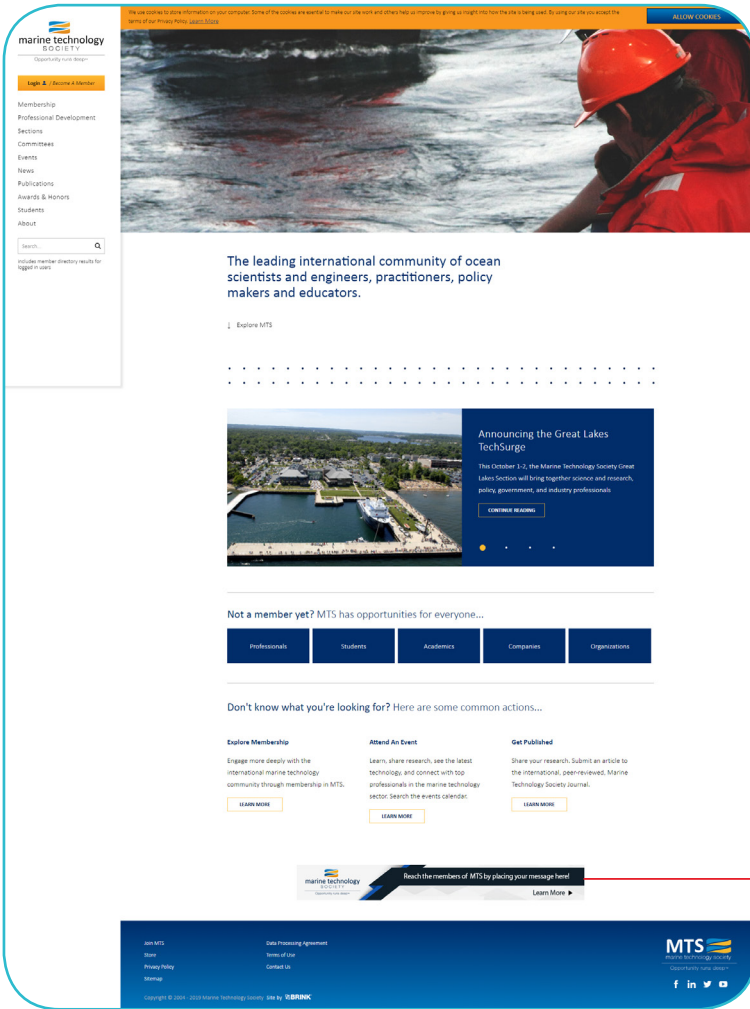 We use cookies to store information on your computer. Some of the cookies are esential to make our site work and others help us improve by giving us insight into how the site is being used. By using our site you accept the
terms of our Privacy Policy. Learn More
ALLOW COOKIES
marine technology
SOCIETY
Opportunity runs deep™
Login / Become A Member
Membership
Professional Development
Sections
Committees
Events
News
Publications
Awards & Honors
Students
About
Search...
Includes member directory results for
logged in users
The leading international community of ocean
scientists and engineers, practitioners, policy
makers and educators.
↓ Explore MTS
Announcing the Great Lakes
TechSurge
This October 1-2, the Marine Technology Society Great
Lakes Section will bring together science and research,
policy, government, and industry professionals
CONTINUE READING
Not a member yet? MTS has opportunities for everyone...
Professionals
Students
Academics
Companies
Organizations
Don't know what you're looking for? Here are some common actions...
Explore Membership
Engage more deeply with the
international marine technology
community through membership in MTS.
LEARN MORE
Attend An Event
Learn, share research, see the latest
technology, and connect with top
professionals in the marine technology
sector. Search the events calendar.
LEARN MORE
Get Published
Share your research. Submit an article to
the international, peer-reviewed, Marine
Technology Society Journal.
LEARN MORE
marine technology
SOCIETY
Opportunity runs deep™
Reach the members of MTS by placing your message here!
Learn More ▶
Join MTS
Store
Privacy Policy
Sitemap
Data Processing Agreement
Terms of Use
Contact Us
Copyright © 2004 - 2019 Marine Technology Society Site by BRINK
MTS
marine technology society
Opportunity runs deep™